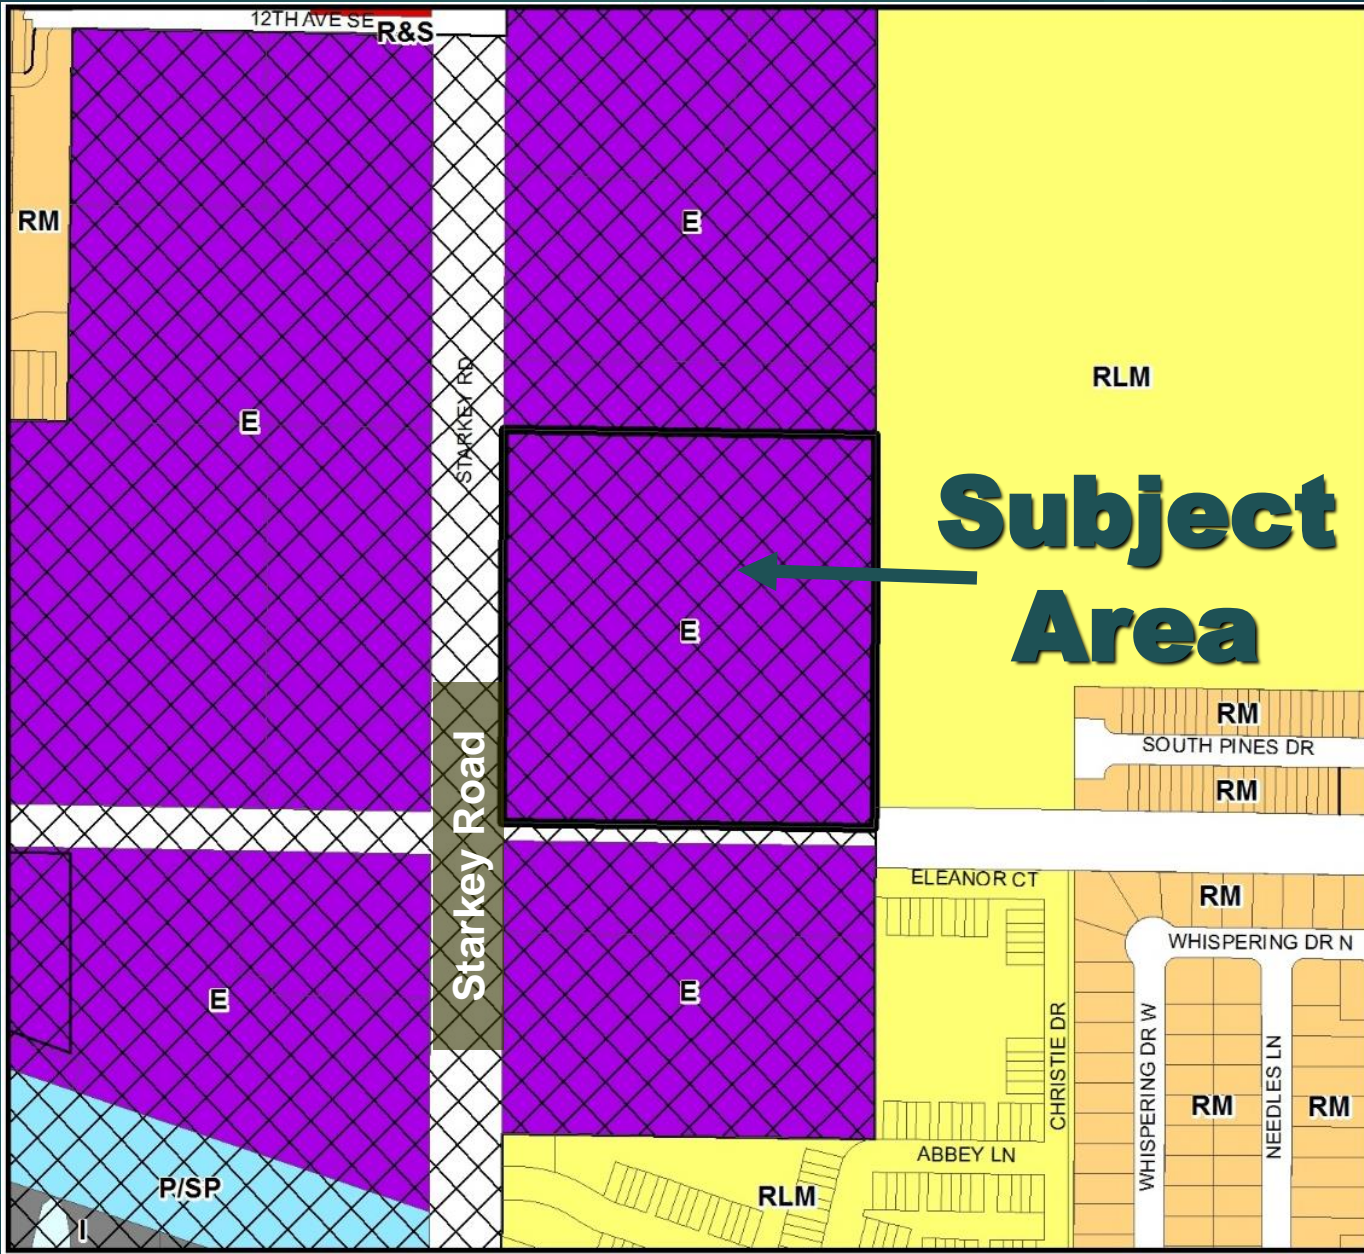 12TH AVE SE
R&S
RM
E
E
STARKEY RD
E
RLM
Subject
Area
E
RM
SOUTH PINES DR
RM
Starkey Road
ELEANOR CT
RM
WHISPERING DR N
E
E
CHRISTIE DR
WHISPERING DR W
NEEDLES LN
RM
RM
ABBEY LN
P/SP
RLM
I